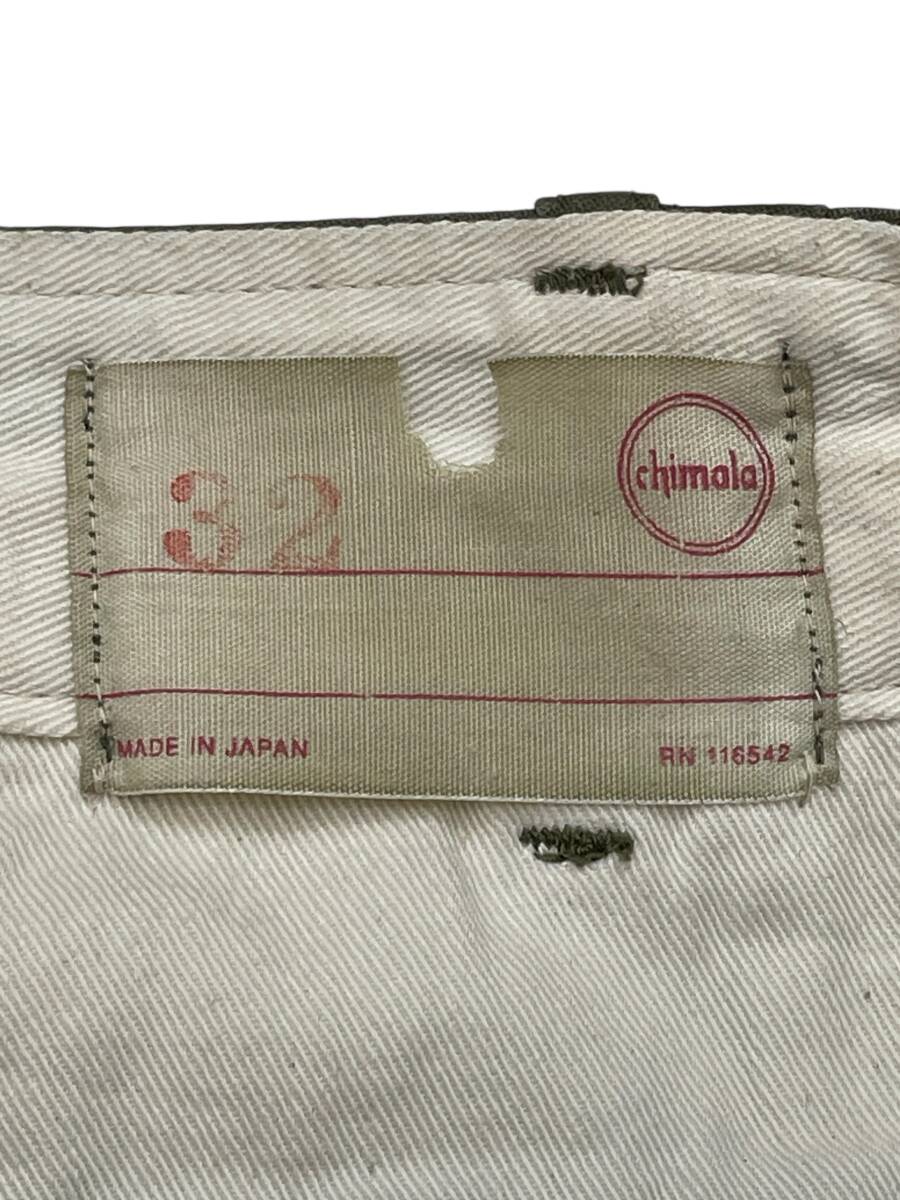 chimala
32
MADE IN JAPAN
RN 116542